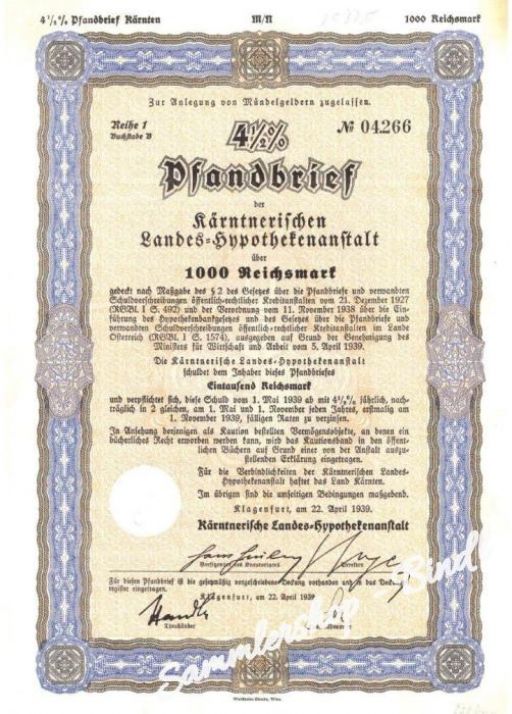 4½% Pfandbrief Kärnten M/N 1000 Reichsmark
Zur Anlegung von Mündelgeldern zugelassen.
Reihe 1 № 04266
Buchstabe B
4½%
Pfandbrief
der
Kärntnerischen
Landes-Hypothekenanstalt
über
1000 Reichsmark
gedeckt nach Maßgabe des § 2 des Gesetzes über die Pfandbriefe und verwandten
Schuldverschreibungen öffentlich-rechtlicher Kreditanstalten vom 21. Dezember 1927
(RGBl. I S. 492) und der Verordnung vom 11. November 1938 über die Ein-
führung des Hypothekenbankgesetzes und des Gesetzes über die Pfandbriefe und
verwandten Schuldverschreibungen öffentlich-rechtlicher Kreditanstalten im Lande
Österreich (RGBl. I S. 1574), ausgegeben auf Grund der Genehmigung des
Ministers für Wirtschaft und Arbeit vom 5. April 1939.
Die Kärntnerische Landes-Hypothekenanstalt
schuldet dem Inhaber dieses Pfandbriefes
Eintausend Reichsmark
und verpflichtet sich, diese Schuld vom 1. Mai 1939 ab mit 4½% jährlich, nach-
träglich in 2 gleichen, am 1. Mai und 1. November jeden Jahres, erstmalig am
1. November 1939, fälligen Raten zu verzinsen.
In Ansehung derjenigen als Kaution bestellten Vermögensobjekte, an denen ein
bücherliches Recht erworben werden kann, wird das Kautionsband in den öffent-
lichen Büchern auf Grund einer von der Anstalt auszu-
stellenden Erklärung eingetragen.
Für die Verbindlichkeiten der Kärntnerischen Landes-
Hypothekenanstalt haftet das Land Kärnten.
Im übrigen sind die umseitigen Bedingungen maßgebend.
Klagenfurt, am 22. April 1939.
Kärntnerische Landes-Hypothekenanstalt
Vorsitzender des Kuratoriums Direktor
Für diesen Pfandbrief ist die gesetzmäßig vorgeschriebene Deckung vorhanden und in das Deckungs-
register eingetragen.
Klagenfurt, am 22. April 1939
Treuhänder
Sammlershop Bindl